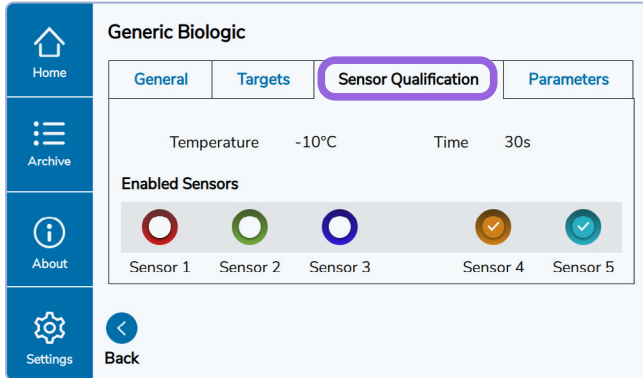 Generic Biologic
Home
General Targets Sensor Qualification Parameters
Temperature -10°C Time 30s
Archive
Enabled Sensors
Sensor 1 Sensor 2 Sensor 3 Sensor 4 Sensor 5
About
Settings
Back